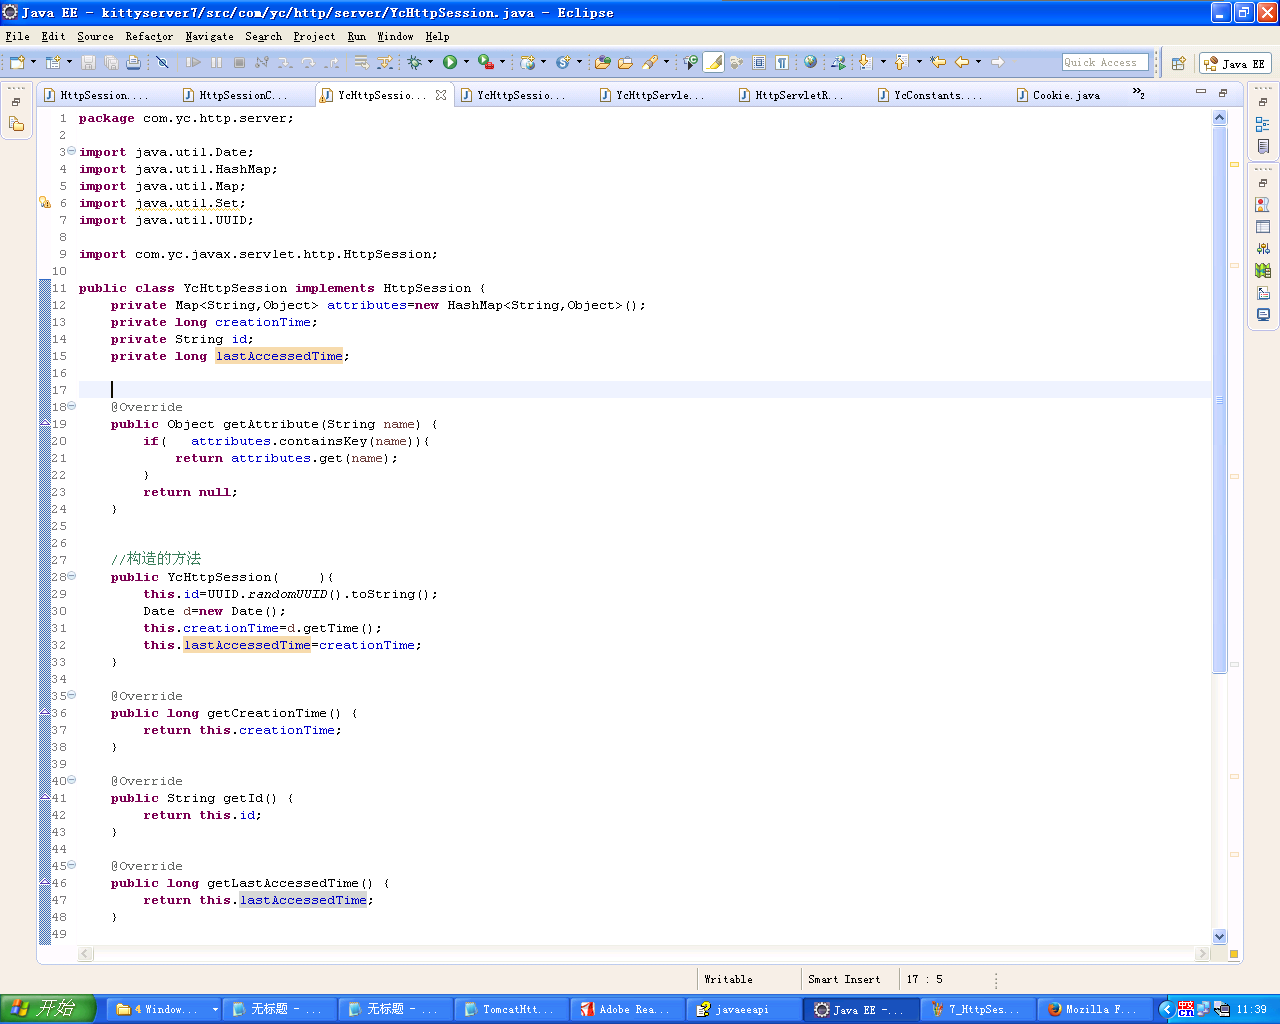 Java EE - kittyserver7/src/com/yc/http/server/YcHttpSession.java - Eclipse
File Edit Source Refactor Navigate Search Project Run Window Help
Quick Access
Java EE
HttpSession....
HttpSessionC...
YcHttpSessio...
YcHttpSessio...
YcHttpServle...
HttpServletR...
YcConstants....
Cookie.java
»2
1 package com.yc.http.server;
2
3 import java.util.Date;
4 import java.util.HashMap;
5 import java.util.Map;
6 import java.util.Set;
7 import java.util.UUID;
8
9 import com.yc.javax.servlet.http.HttpSession;
10
11 public class YcHttpSession implements HttpSession {
12     private Map<String,Object> attributes=new HashMap<String,Object>();
13     private long creationTime;
14     private String id;
15     private long lastAccessedTime;
16
17
18     @Override
19     public Object getAttribute(String name) {
20         if(   attributes.containsKey(name)){
21             return attributes.get(name);
22         }
23         return null;
24     }
25
26
27     //构造的方法
28     public YcHttpSession(     ){
29         this.id=UUID.randomUUID().toString();
30         Date d=new Date();
31         this.creationTime=d.getTime();
32         this.lastAccessedTime=creationTime;
33     }
34
35     @Override
36     public long getCreationTime() {
37         return this.creationTime;
38     }
39
40     @Override
41     public String getId() {
42         return this.id;
43     }
44
45     @Override
46     public long getLastAccessedTime() {
47         return this.lastAccessedTime;
48     }
49
Writable
Smart Insert
17 : 5
开始
4 Window...
无标题 - ...
无标题 - ...
TomcatHtt...
Adobe Rea...
javaeeapi
Java EE -...
7_HttpSes...
Mozilla F...
11:39